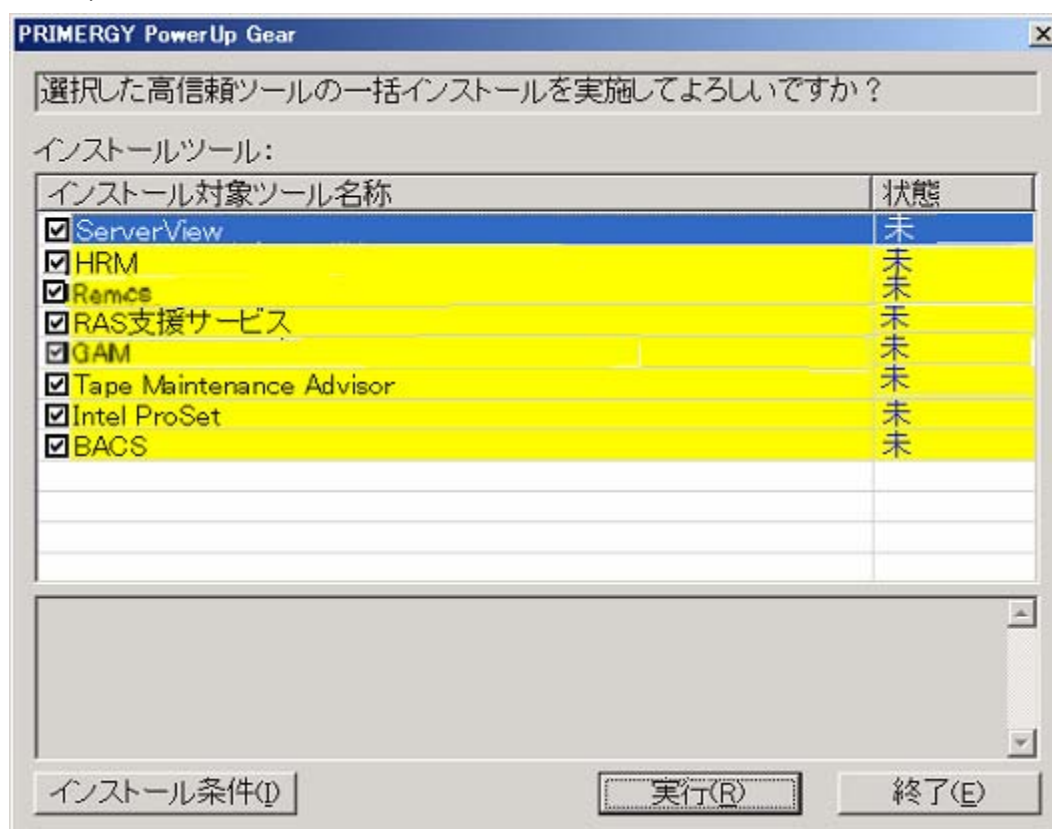 PRIMERGY PowerUp Gear
選択した高信頼ツールの一括インストールを実施してよろしいですか？
インストールツール：
インストール対象ツール名称 状態
ServerView 未
HRM 未
Remcs 未
RAS支援サービス 未
GAM 未
Tape Maintenance Advisor 未
Intel ProSet 未
BACS 未
インストール条件(I) 実行(R) 終了(E)